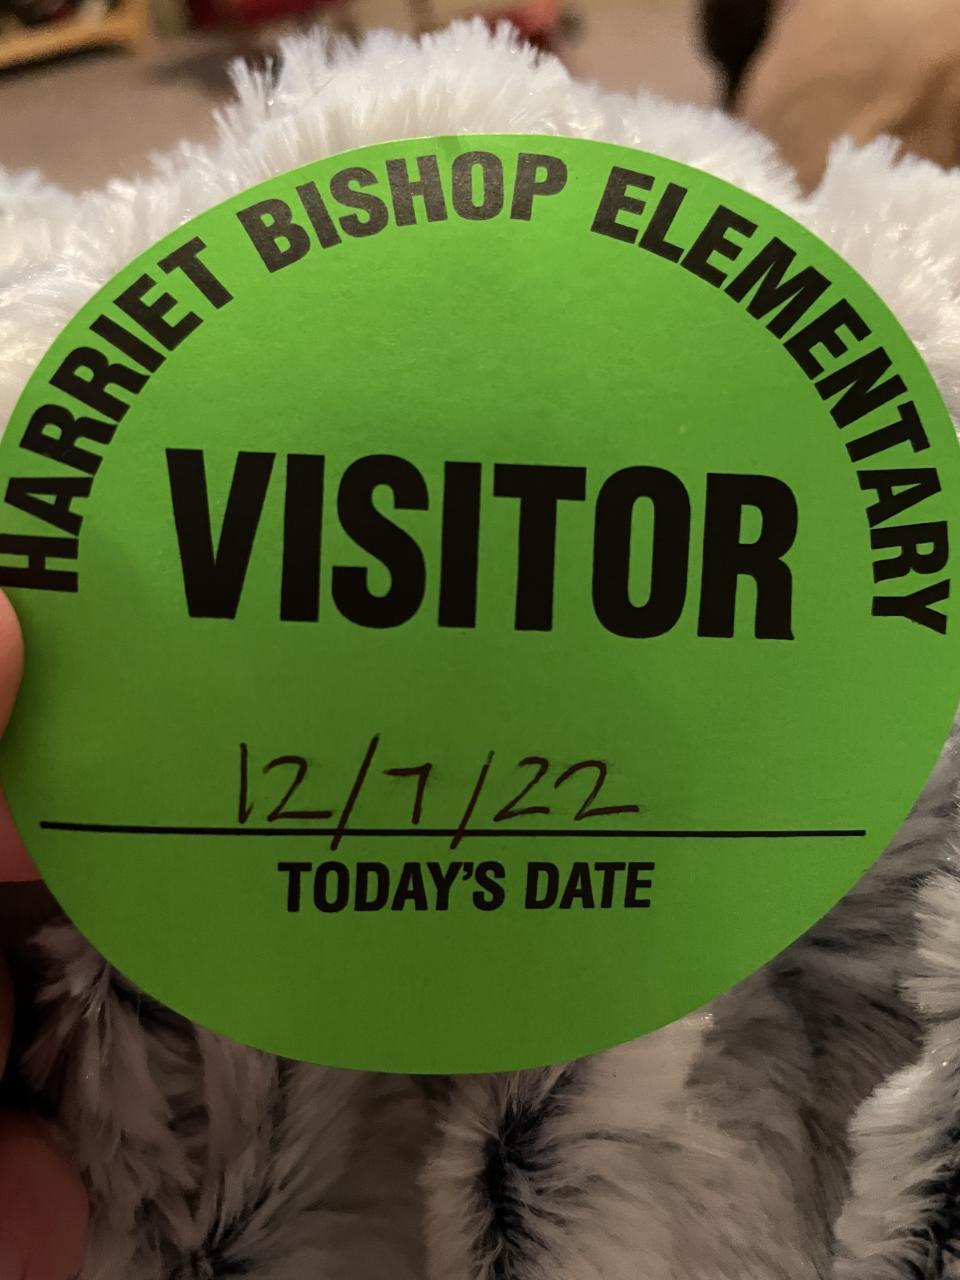 HARRIET BISHOP ELEMENTARY
VISITOR
12/7/22
TODAY'S DATE